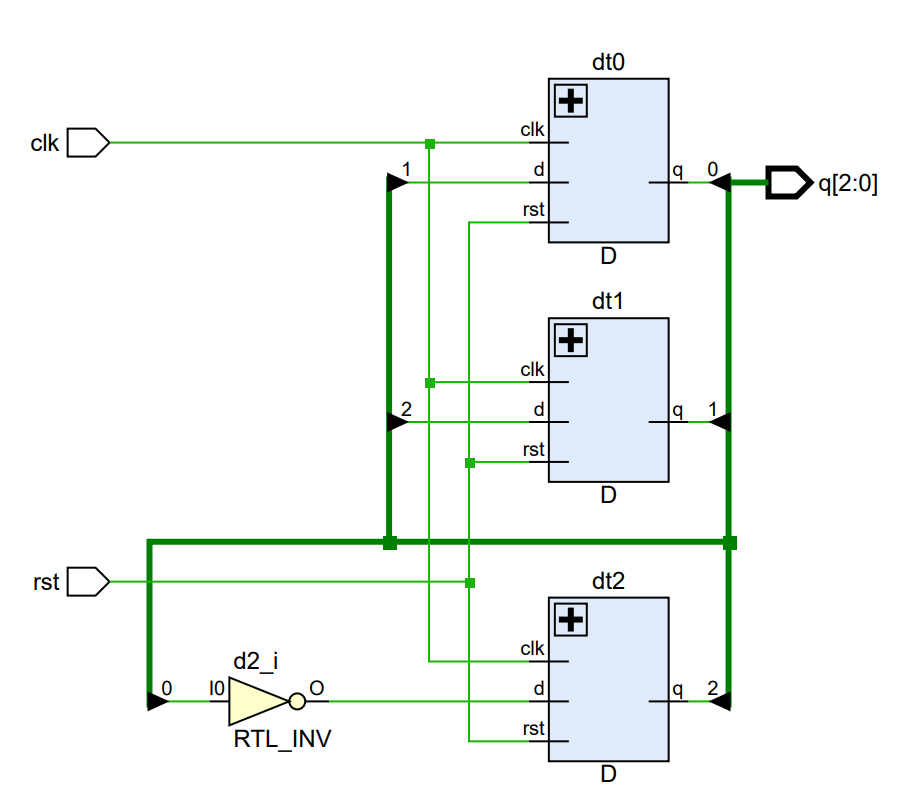 dt0
clk
clk
1
d
q
0
q[2:0]
rst
D
dt1
clk
2
d
q
1
rst
D
rst
dt2
clk
d2_i
0
I0
O
d
q
2
rst
RTL_INV
D